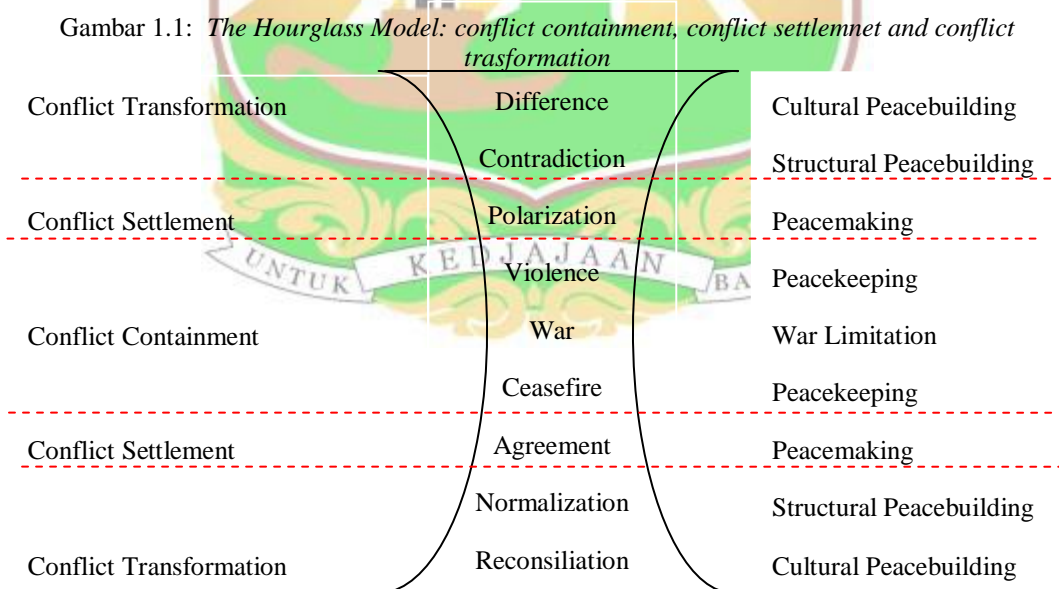 Gambar 1.1: The Hourglass Model: conflict containment, conflict settlemnet and conflict
trasformation
Conflict Transformation Difference Cultural Peacebuilding
Contradiction Structural Peacebuilding
Conflict Settlement Polarization Peacemaking
UNTUK KEDJAJAAN BA
Violence Peacekeeping
Conflict Containment War War Limitation
Ceasefire Peacekeeping
Conflict Settlement Agreement Peacemaking
Normalization Structural Peacebuilding
Conflict Transformation Reconsiliation Cultural Peacebuilding